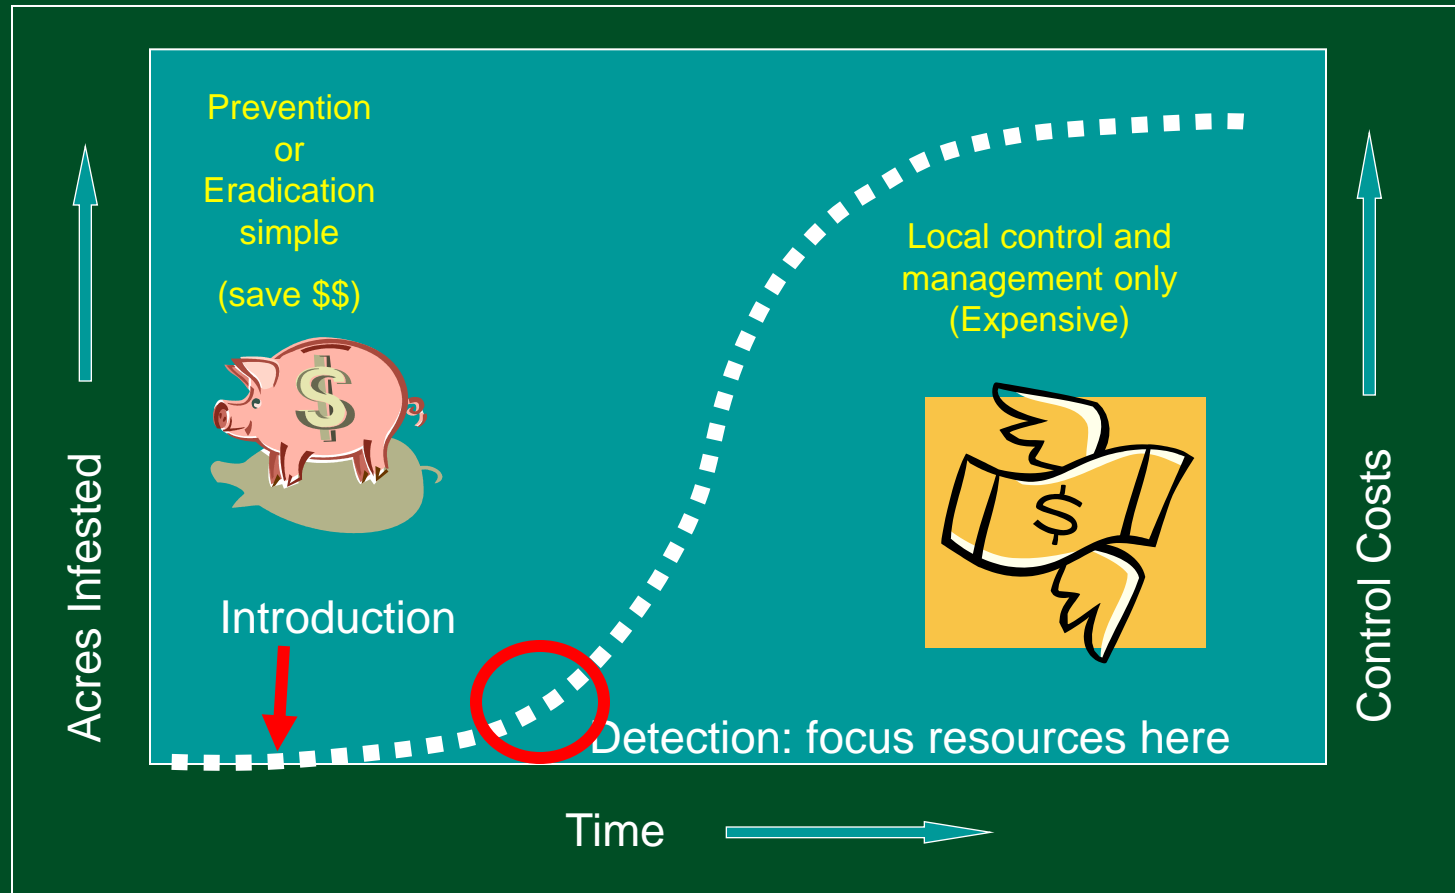 Prevention
or
Eradication
simple
(save $$)
$
Local control and
management only
(Expensive)
$
Introduction
Detection: focus resources here
Acres Infested
Control Costs
Time